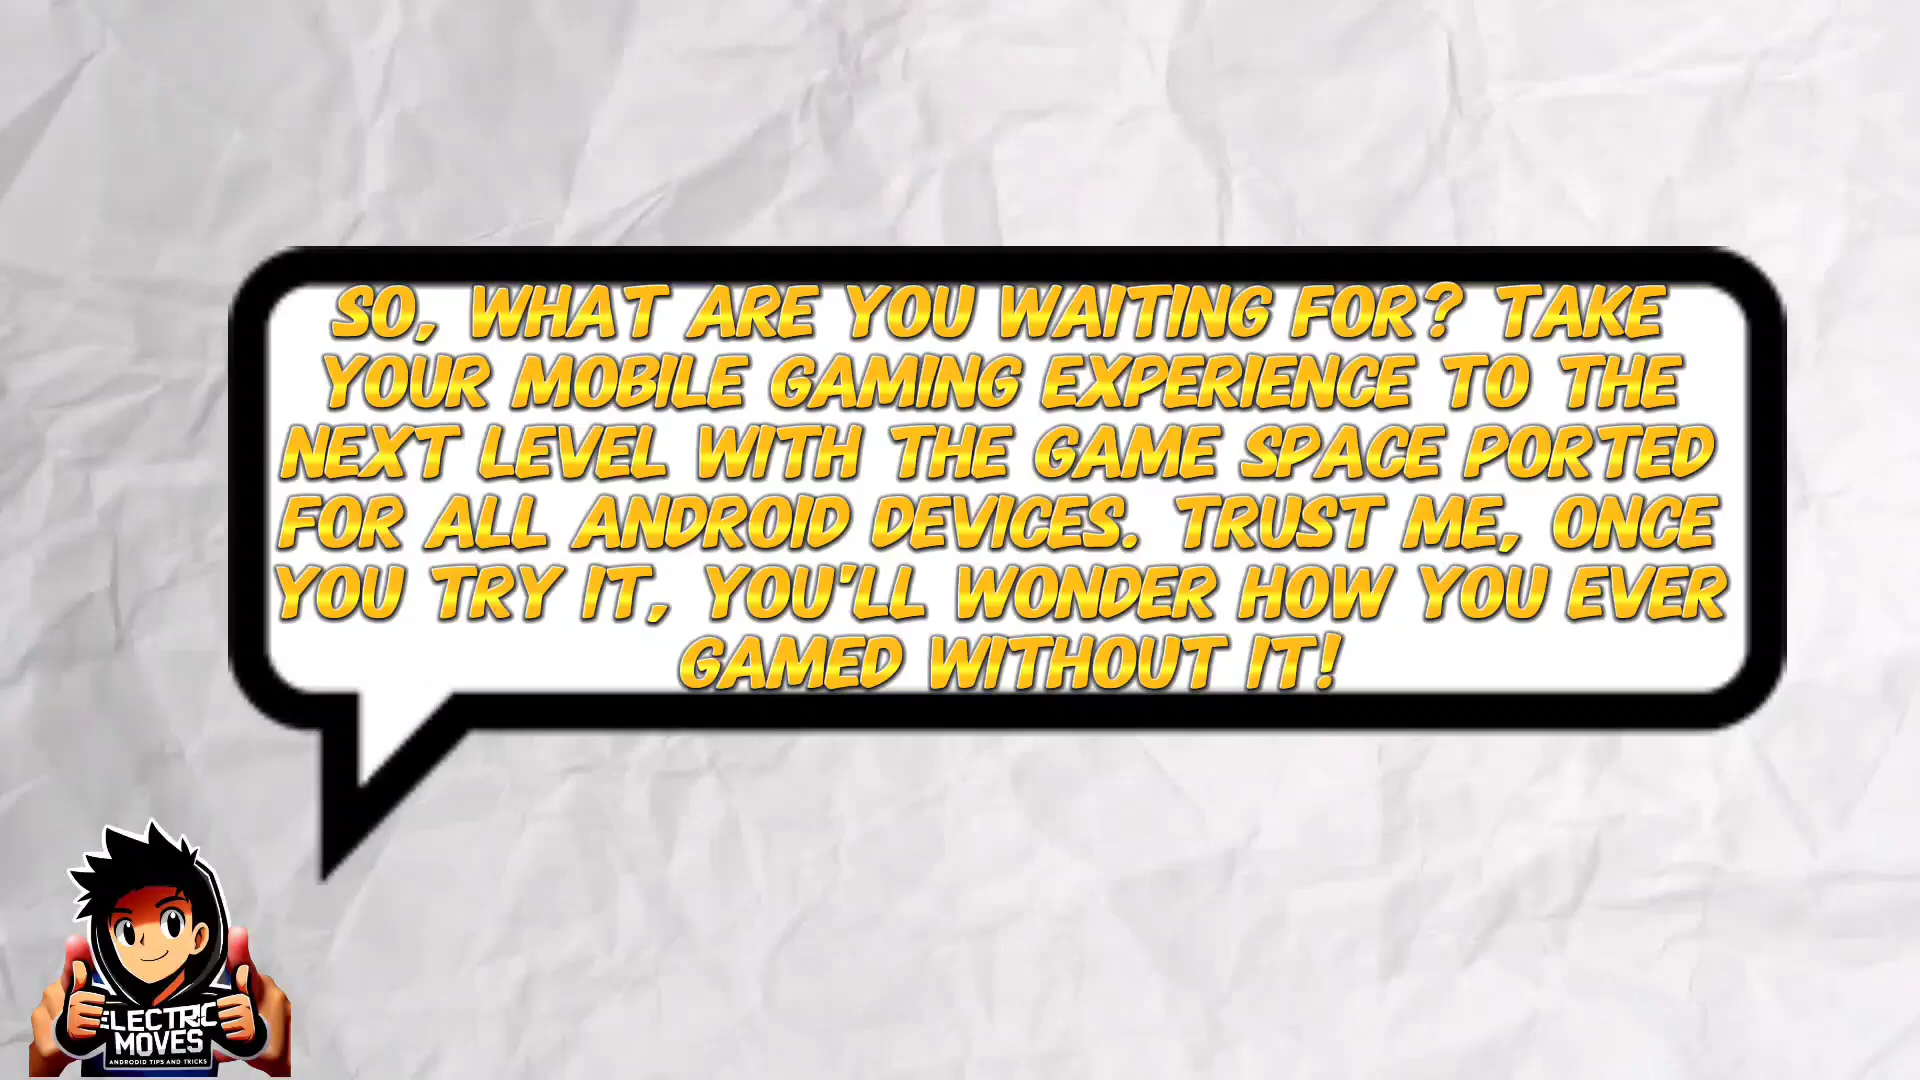 SO, WHAT ARE YOU WAITING FOR? TAKE
YOUR MOBILE GAMING EXPERIENCE TO THE
NEXT LEVEL WITH THE GAME SPACE PORTED
FOR ALL ANDROID DEVICES. TRUST ME, ONCE
YOU TRY IT, YOU'LL WONDER HOW YOU EVER
GAMED WITHOUT IT!
ELECTRIC
MOVES
ANDRODID TIPS AND TRICKS